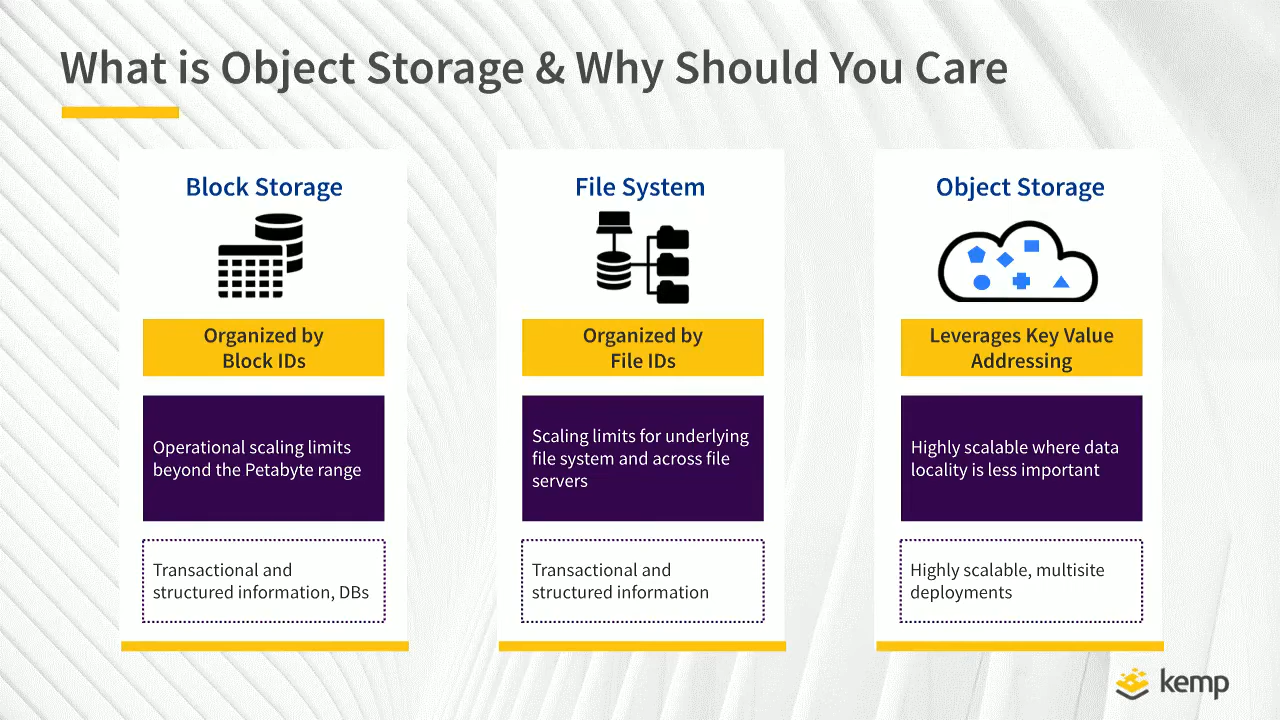 What is Object Storage & Why Should You Care
Block Storage
Organized by
Block IDs
Operational scaling limits
beyond the Petabyte range
Transactional and
structured information, DBs
File System
Organized by
File IDs
Scaling limits for underlying
file system and across file
servers
Transactional and
structured information
Object Storage
Leverages Key Value
Addressing
Highly scalable where data
locality is less important
Highly scalable, multisite
deployments
kemp